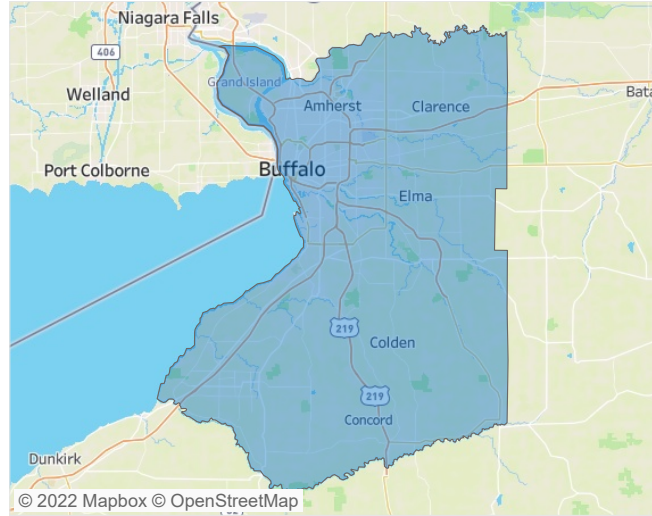 Niagara Falls
406
Grand Island
Welland
Amherst
Clarence
Bata
Port Colborne
Buffalo
Elma
219
Colden
219
Concord
Dunkirk
© 2022 Mapbox © OpenStreetMap